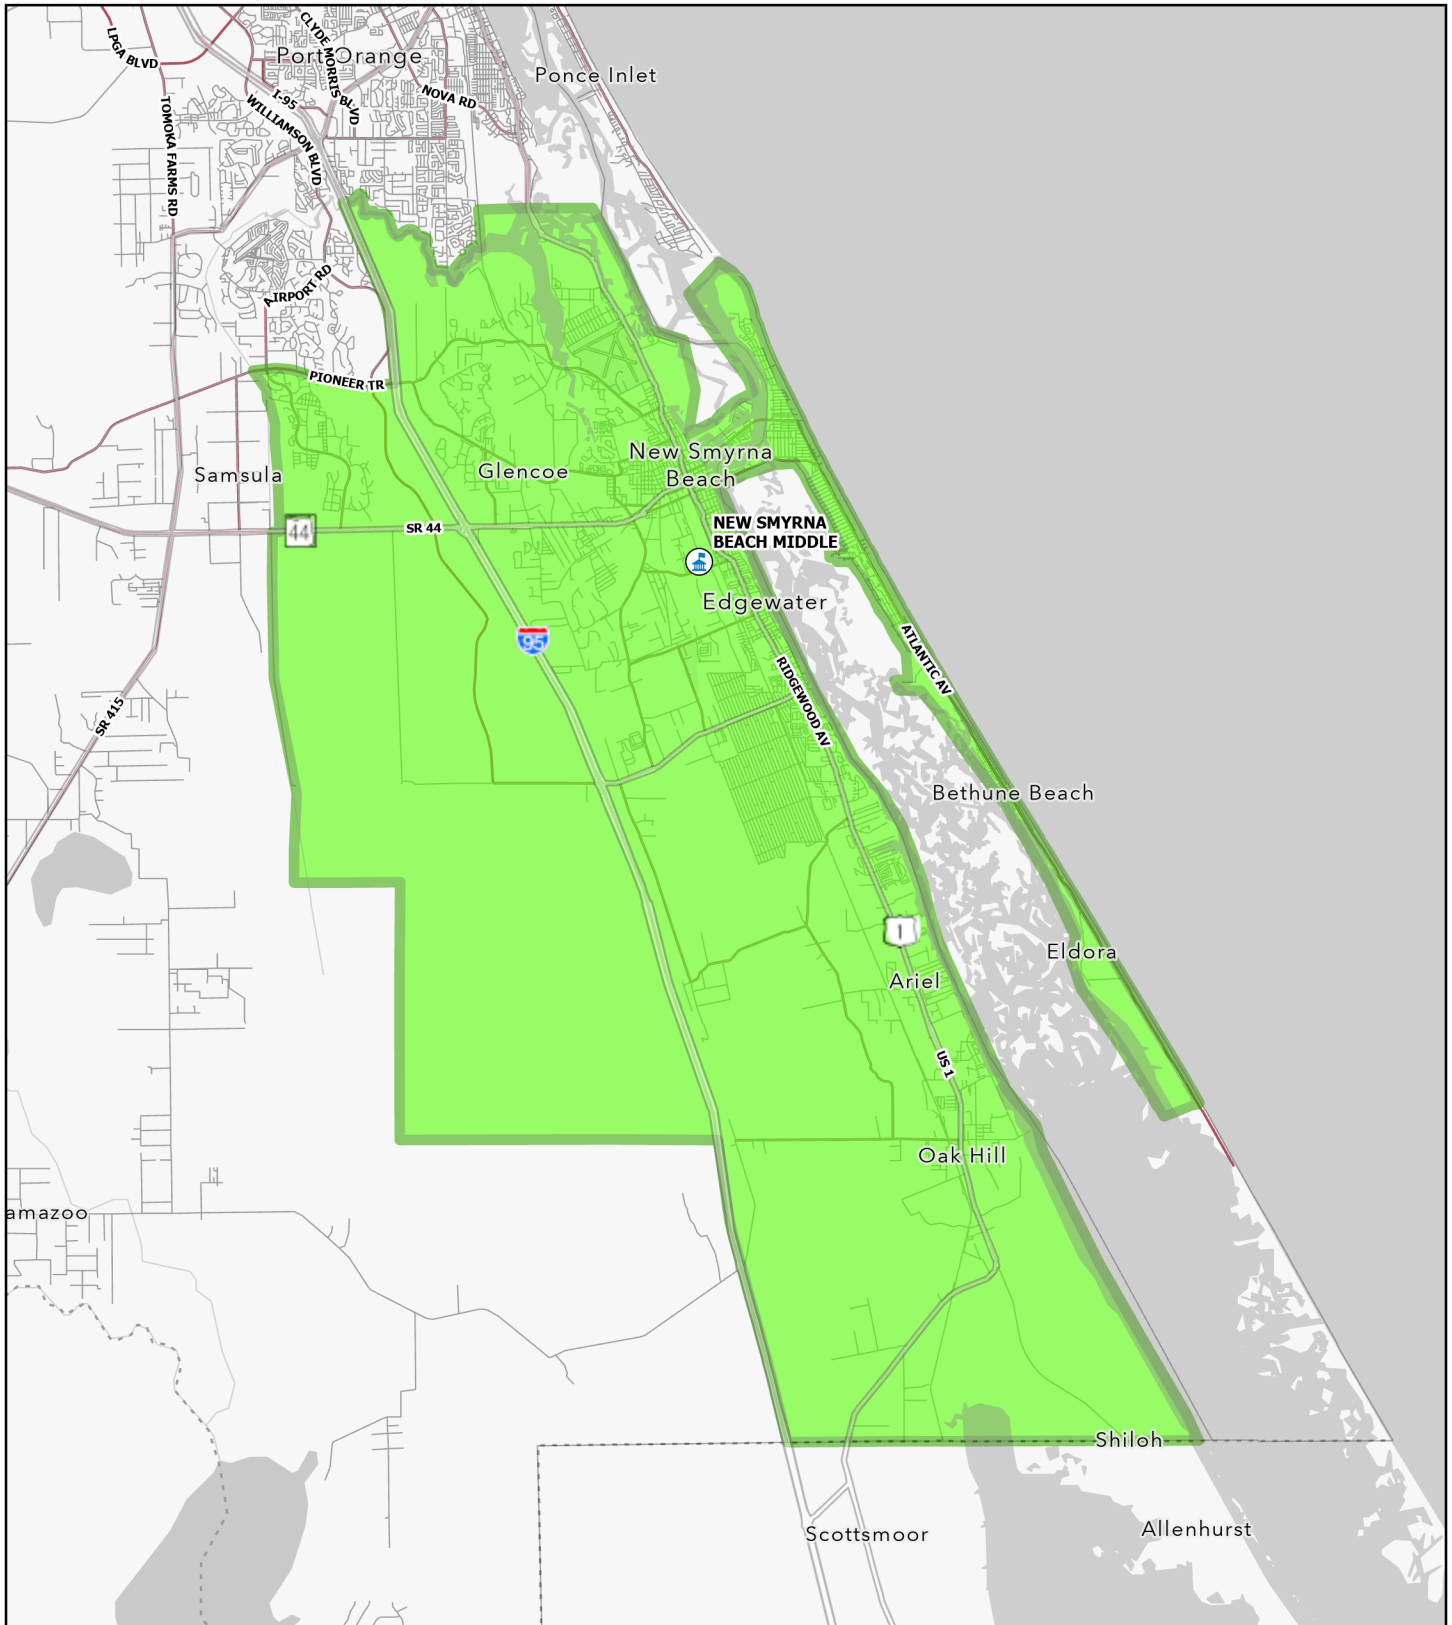 LPGA BLVD
CLYDE MORRIS BLVD
Port Orange
Ponce Inlet
I-95
NOVA RD
TOMOKA FARMS RD
WILLIAMSON BLVD
AIRPORT RD
PIONEER TR
New Smyrna
Beach
Samsula
Glencoe
44
SR 44
NEW SMYRNA
BEACH MIDDLE
Edgewater
95
ATLANTIC AV
RIDGEWOOD AV
SR 415
Bethune Beach
1
Eldora
Ariel
US 1
Oak Hill
amazoo
Shiloh
Scottsmoor
Allenhurst